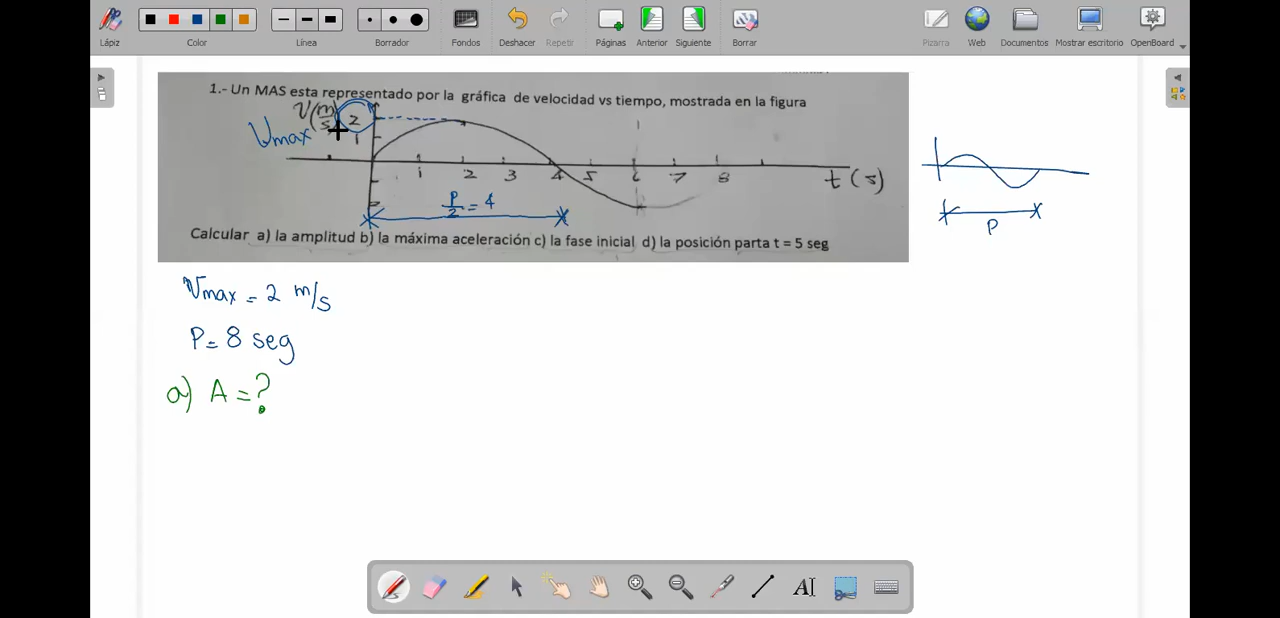 Lápiz
Color
Línea
Borrador
Fondos
Deshacer
Repetir
Páginas
Anterior
Siguiente
Borrar
Pizarra
Web
Documentos
Mostrar escritorio
OpenBoard
1.- Un MAS esta representado por la gráfica de velocidad vs tiempo, mostrada en la figura
V(m/s)
2
1
Vmax
1 2 3 4 5 6 7 8
t(s)
P/2 = 4
P
Calcular a) la amplitud b) la máxima aceleración c) la fase inicial d) la posición parta t = 5 seg
Vmax = 2 m/s
P = 8 seg
a) A = ?